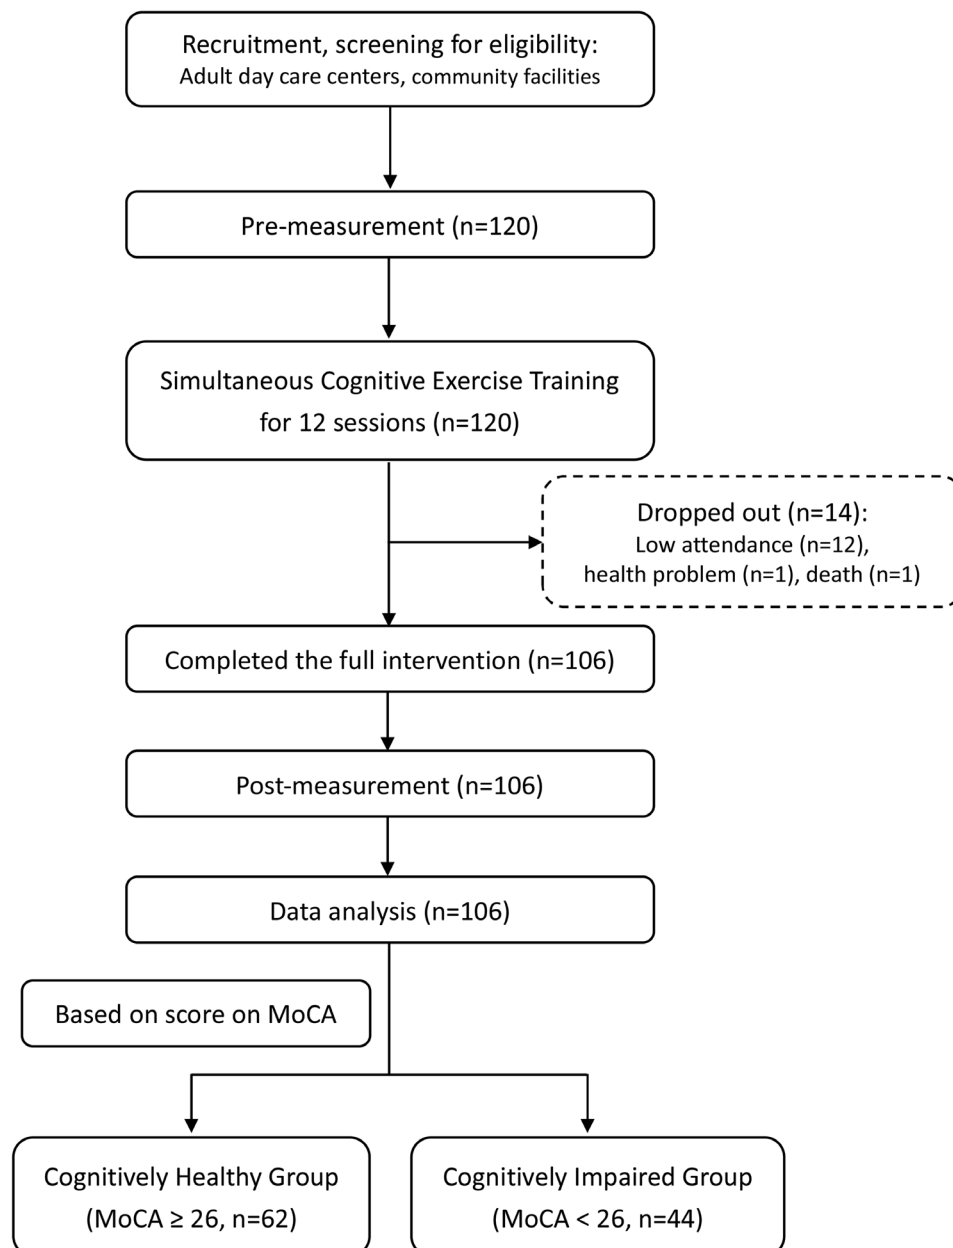 Recruitment, screening for eligibility:
Adult day care centers, community facilities
Pre-measurement (n=120)
Simultaneous Cognitive Exercise Training
for 12 sessions (n=120)
Dropped out (n=14):
Low attendance (n=12),
health problem (n=1), death (n=1)
Completed the full intervention (n=106)
Post-measurement (n=106)
Data analysis (n=106)
Based on score on MoCA
Cognitively Healthy Group
(MoCA ≥ 26, n=62)
Cognitively Impaired Group
(MoCA < 26, n=44)